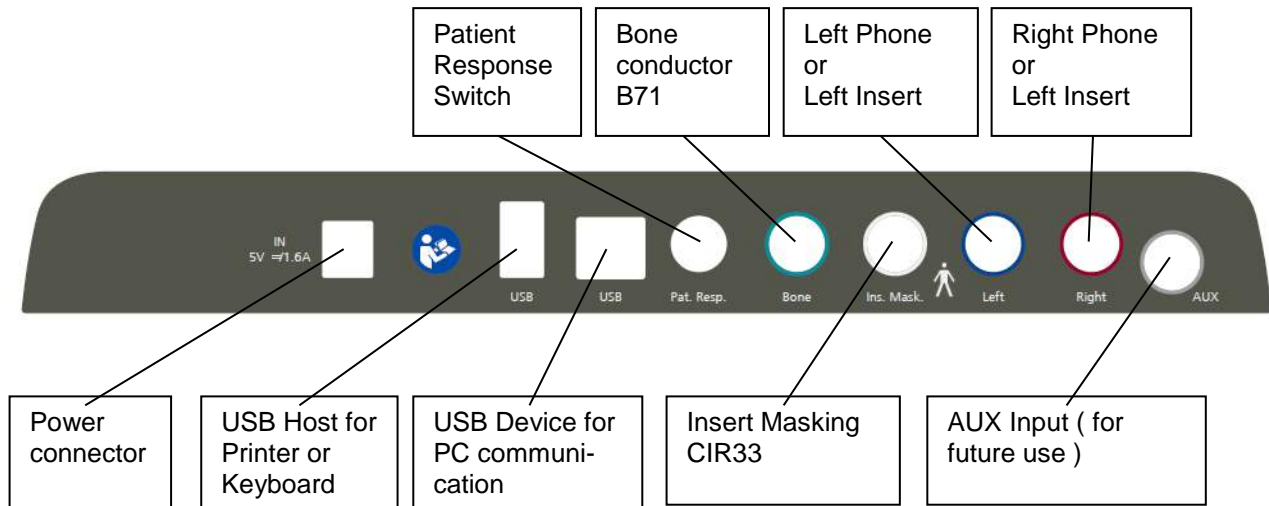 Patient
Response
Switch
Bone
conductor
B71
Left Phone
or
Left Insert
Right Phone
or
Left Insert
IN
5V ⎓/1.6A
USB
USB
Pat. Resp.
Bone
Ins. Mask.
Left
Right
AUX
Power
connector
USB Host for
Printer or
Keyboard
USB Device for
PC communi-
cation
Insert Masking
CIR33
AUX Input ( for
future use )